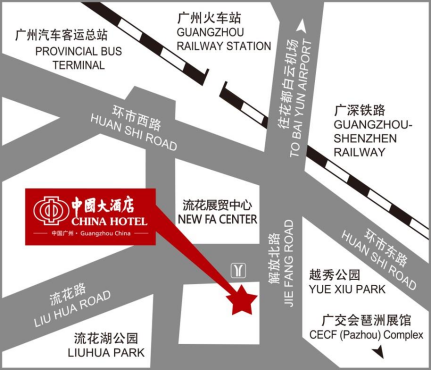 广州汽车客运总站
PROVINCIAL BUS
TERMINAL
广州火车站
GUANGZHOU
RAILWAY STATION
往花都白云机场
TO BAI YUN AIRPORT
广深铁路
GUANGZHOU-
SHENZHEN
RAILWAY
环市西路
HUAN SHI ROAD
中國大酒店
CHINA HOTEL
中国广州·Guangzhou China
流花展贸中心
NEW FA CENTER
解放北路
JIE FANG ROAD
环市东路
HUAN SHI ROAD
越秀公园
YUE XIU PARK
流花路
LIU HUA ROAD
流花湖公园
LIUHUA PARK
广交会琶洲展馆
CECF (Pazhou) Complex